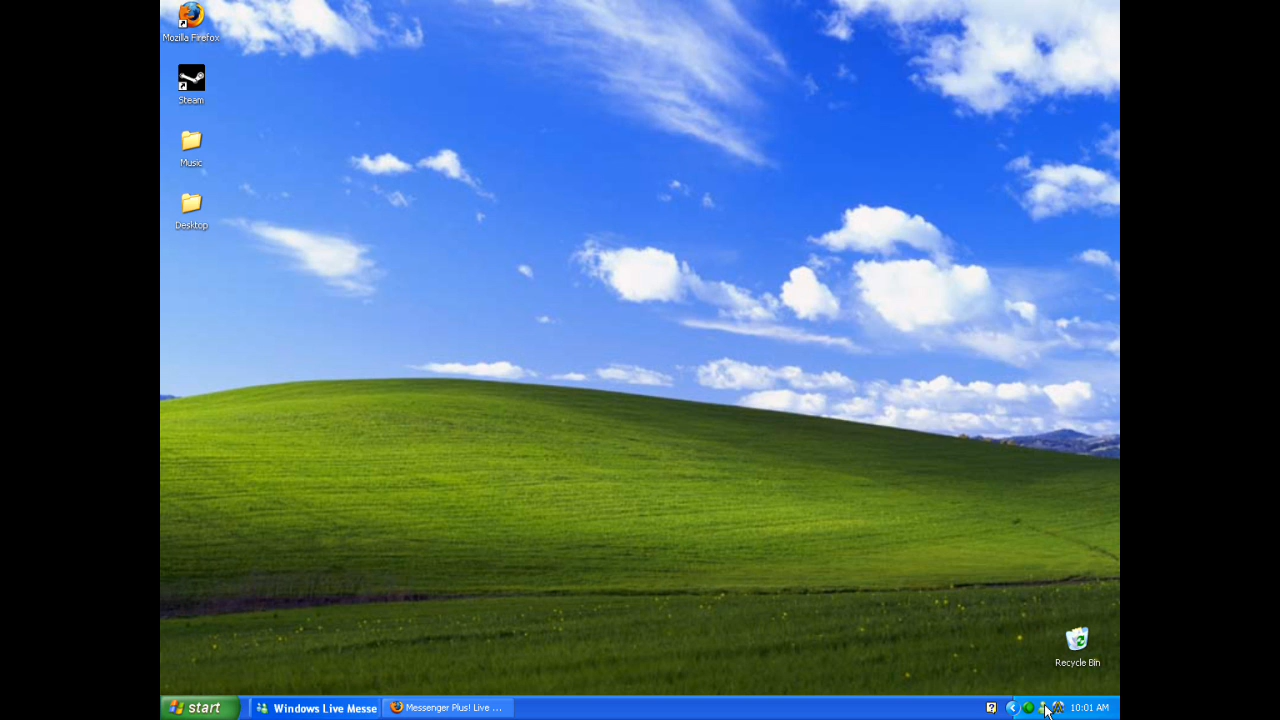 Mozilla Firefox
Steam
Music
Desktop
Recycle Bin
start
Windows Live Messe
Messenger Plus! Live ...
?
10:01 AM